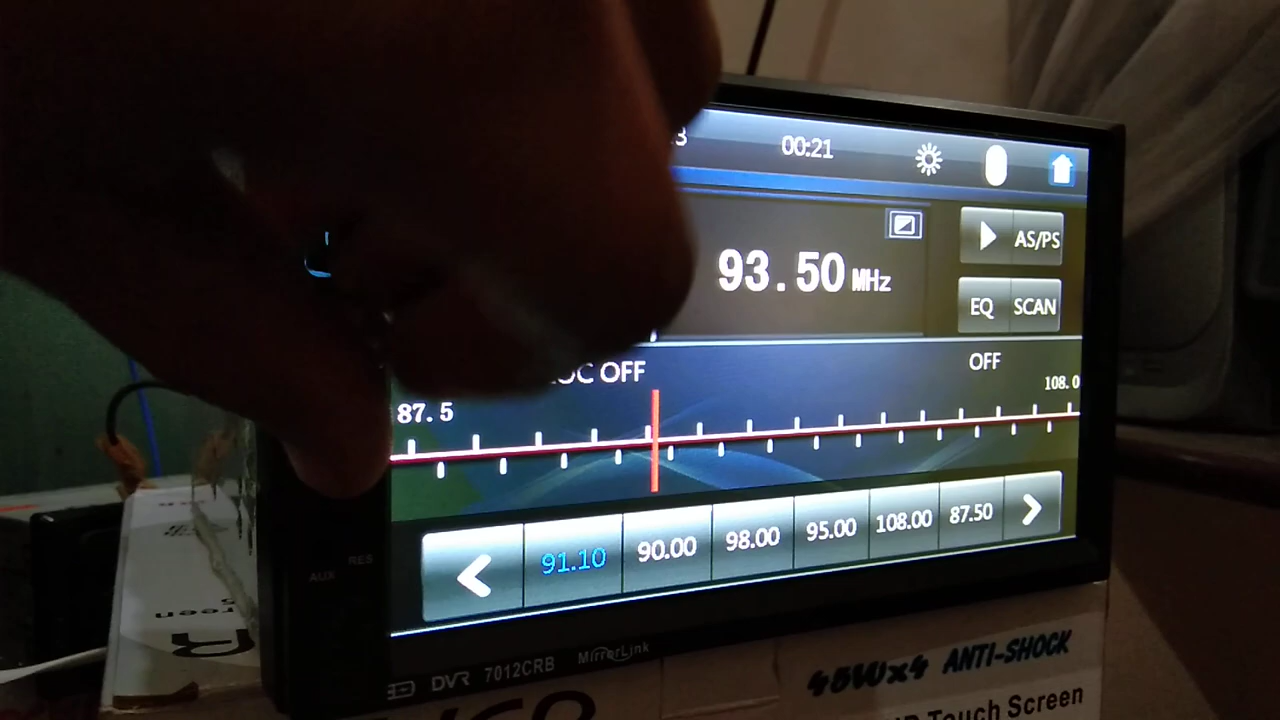 00:21
93.50 MHz
AS/PS
EQ SCAN
OFF OFF
87.5 108.0
91.10 90.00 98.00 95.00 108.00 87.50
RES
AUX
DVR 7012CRB MirrorLink
45Wx4 ANTI-SHOCK
Touch Screen